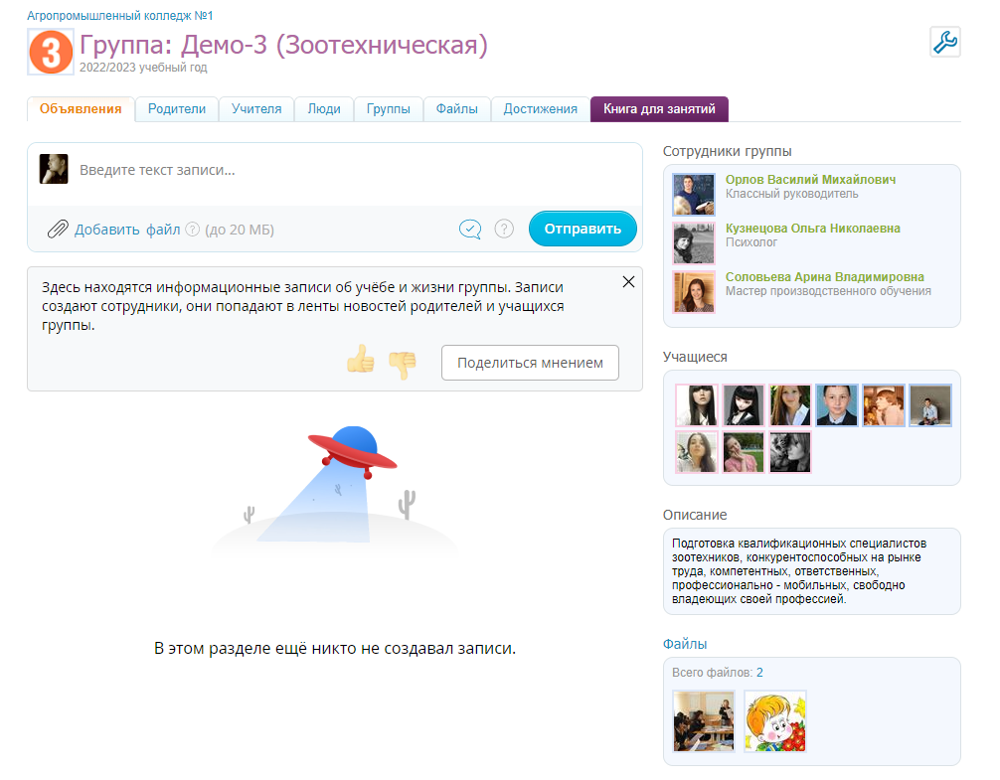 Агропромышленный колледж №1
3
Группа: Демо-3 (Зоотехническая)
2022/2023 учебный год
Объявления
Родители
Учителя
Люди
Группы
Файлы
Достижения
Книга для занятий
Введите текст записи...
Добавить файл ? (до 20 МБ)
?
Отправить
Здесь находятся информационные записи об учёбе и жизни группы. Записи
создают сотрудники, они попадают в ленты новостей родителей и учащихся
группы.
Поделиться мнением
В этом разделе ещё никто не создавал записи.
Сотрудники группы
Орлов Василий Михайлович
Классный руководитель
Кузнецова Ольга Николаевна
Психолог
Соловьева Арина Владимировна
Мастер производственного обучения
Учащиеся
Описание
Подготовка квалификационных специалистов
зоотехников, конкурентоспособных на рынке
труда, компетентных, ответственных,
профессионально - мобильных, свободно
владеющих своей профессией.
Файлы
Всего файлов: 2